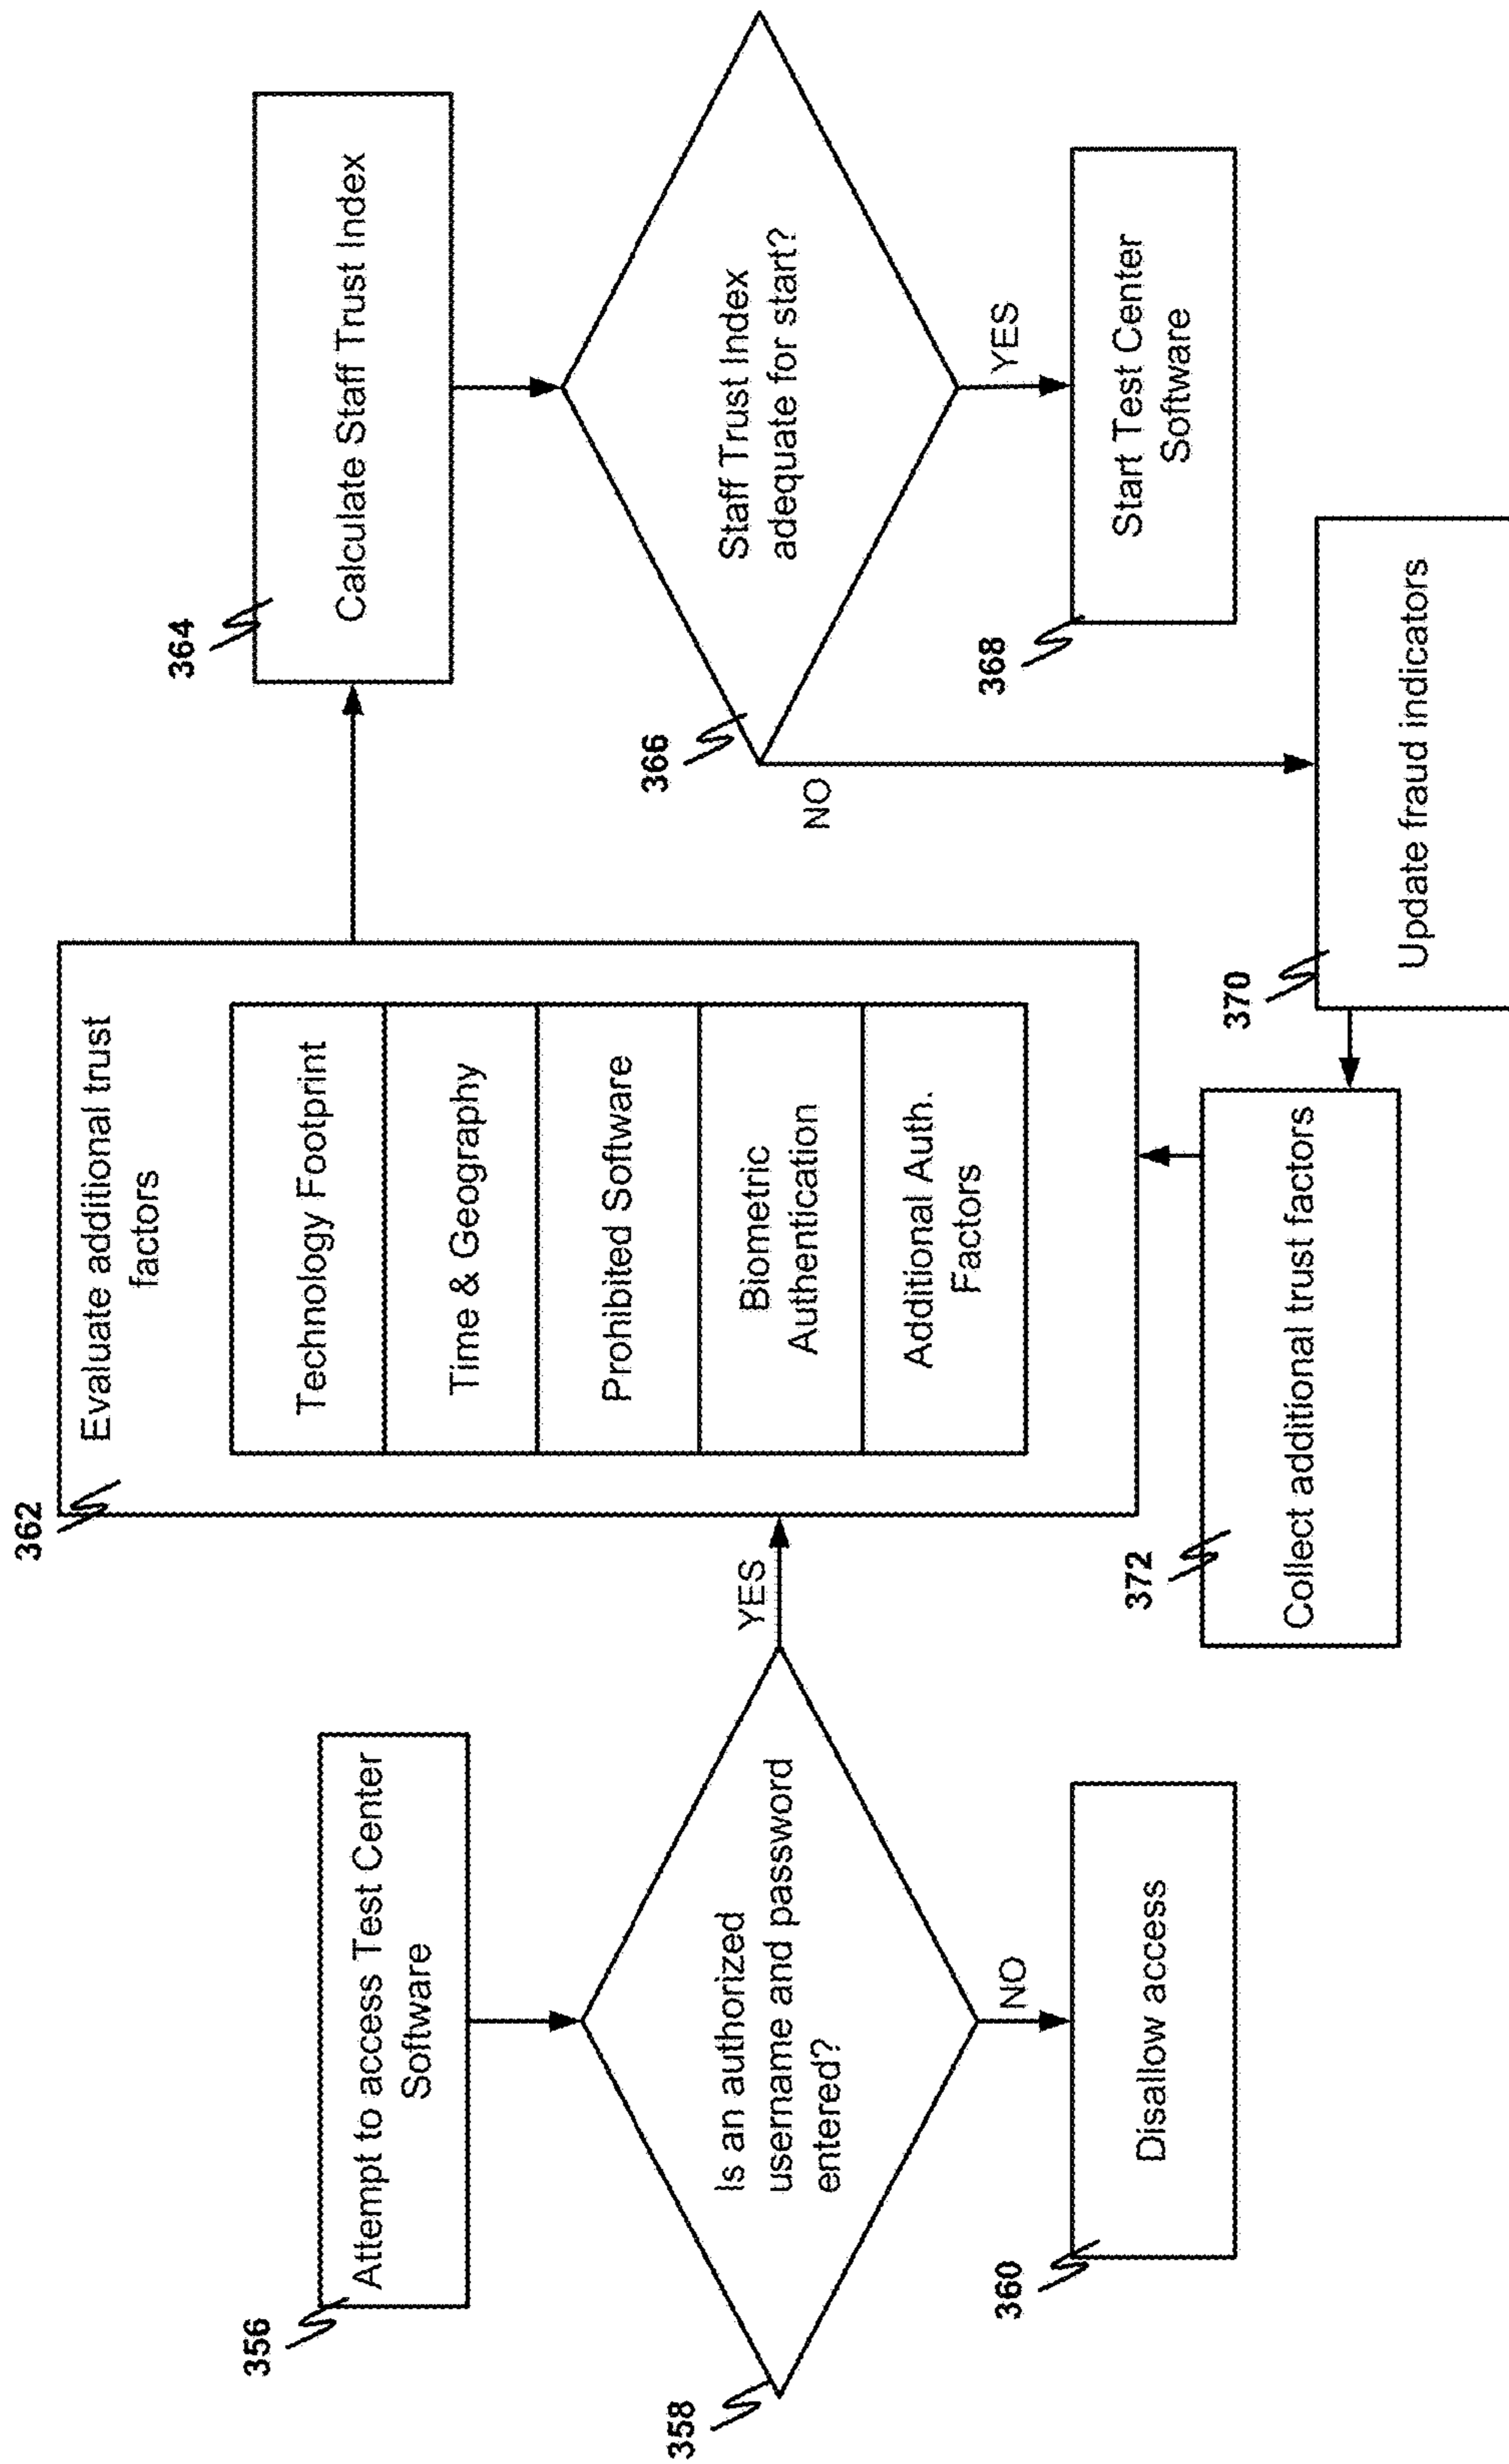 356
Attempt to access Test Center
Software
358
Is an authorized
username and password
entered?
NO
360
Disallow access
YES
362
Evaluate additional trust
factors
Technology Footprint
Time & Geography
Prohibited Software
Biometric
Authentication
Additional Auth.
Factors
364
Calculate Staff Trust Index
366
Staff Trust Index
adequate for start?
YES
368
Start Test Center
Software
NO
370
Update fraud indicators
372
Collect additional trust factors